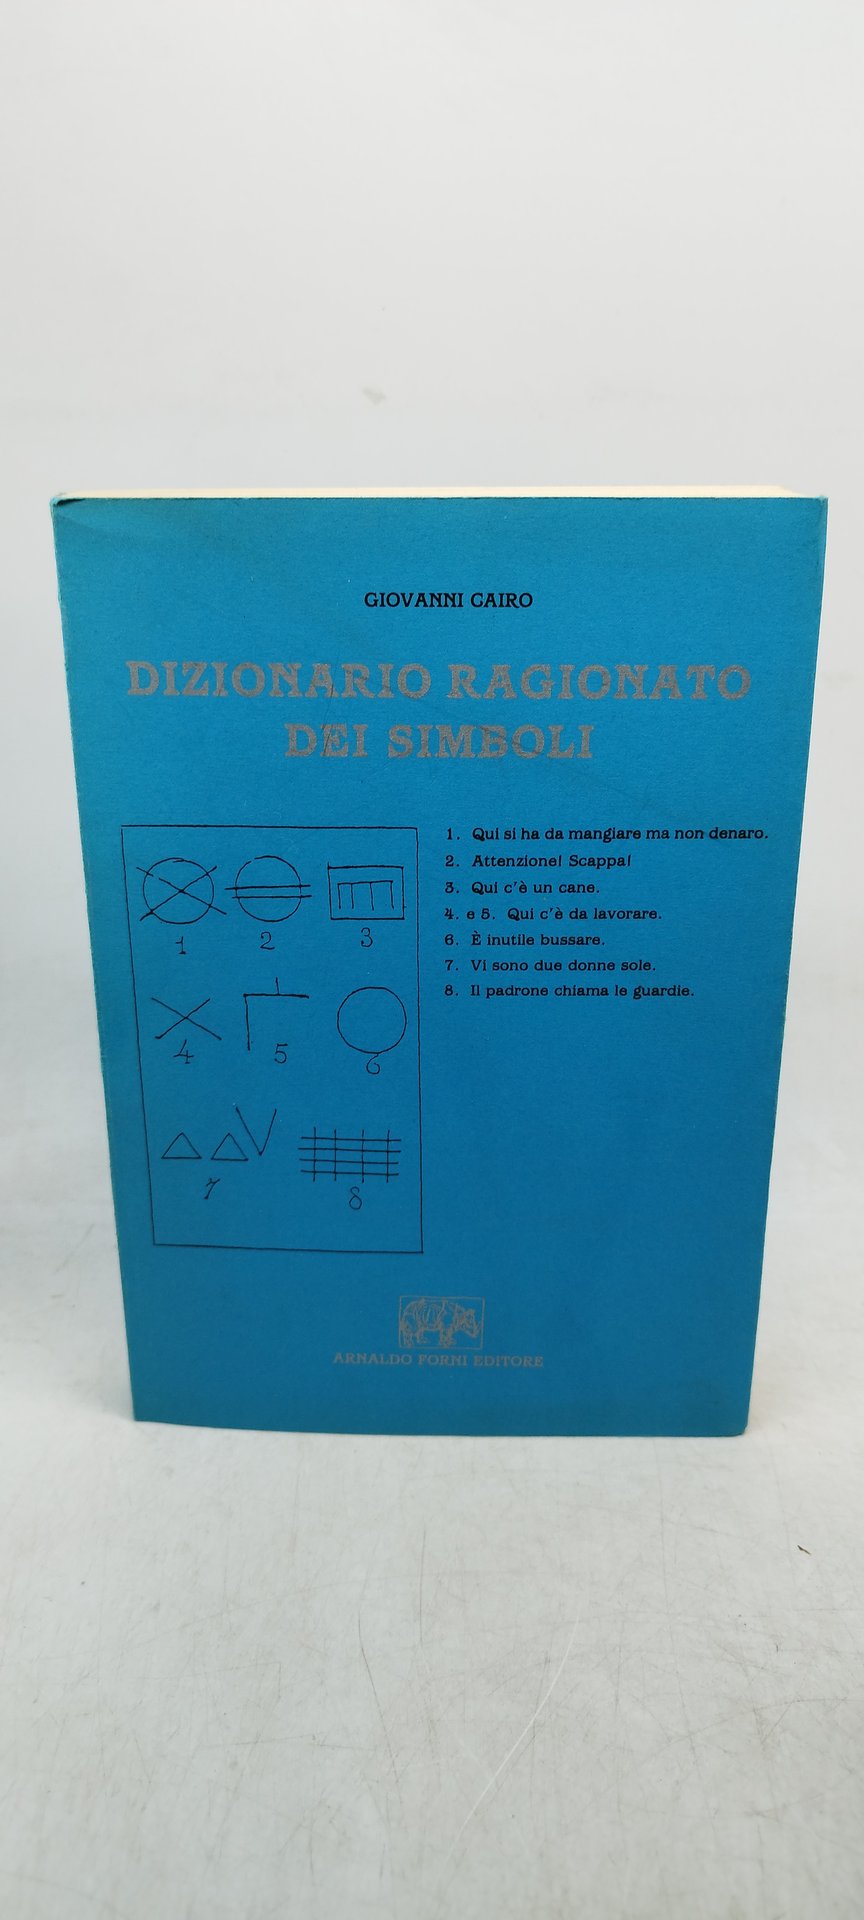 GIOVANNI CAIRO
DIZIONARIO RAGIONATO
DEI SIMBOLI
1. Qui si ha da mangiare ma non denaro.
2. Attenzione! Scappa!
3. Qui c'è un cane.
4. e 5. Qui c'è da lavorare.
6. È inutile bussare.
7. Vi sono due donne sole.
8. Il padrone chiama le guardie.
1 2 3
4 5 6
7 8
ARNALDO FORNI EDITORE